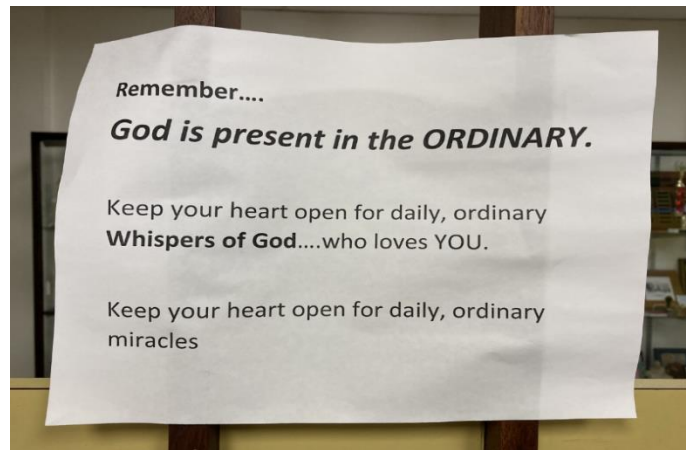 Remember....
God is present in the ORDINARY.
Keep your heart open for daily, ordinary
Whispers of God....who loves YOU.
Keep your heart open for daily, ordinary
miracles